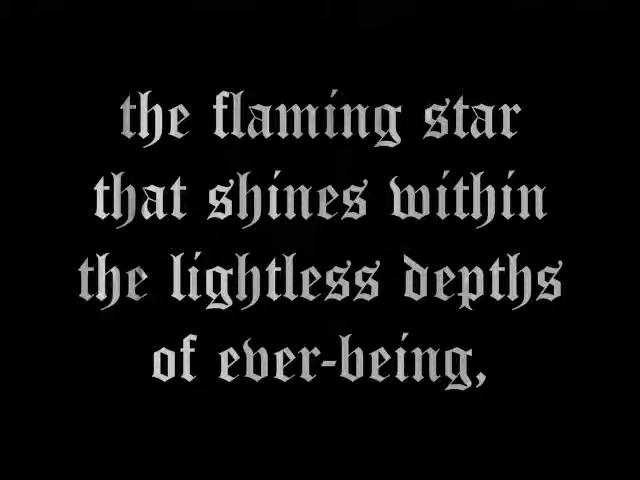 the flaming star
that shines within
the lightless depths
of ever-being,